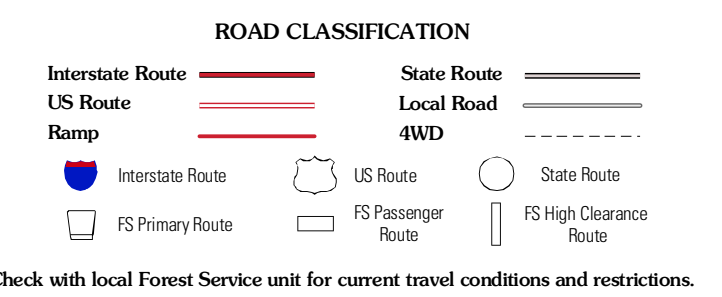 ROAD CLASSIFICATION
Interstate Route
State Route
US Route
Local Road
Ramp
4WD
Interstate Route
US Route
State Route
FS Primary Route
FS Passenger
Route
FS High Clearance
Route
Check with local Forest Service unit for current travel conditions and restrictions.